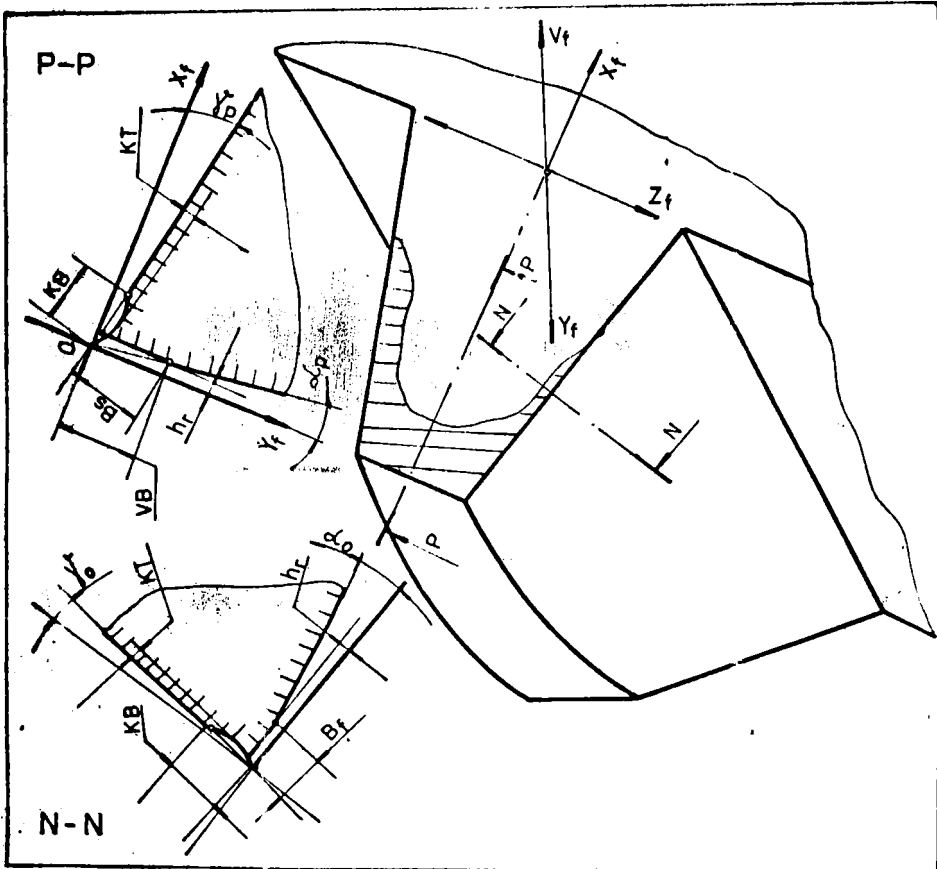 P-P
Vf
Xf
Xf
γp
KT
Zf
P
N
KB
a
Yf
αp
Bs
hr
Yf
N
VB
P
γo
KT
αo
hr
KB
Bf
N-N